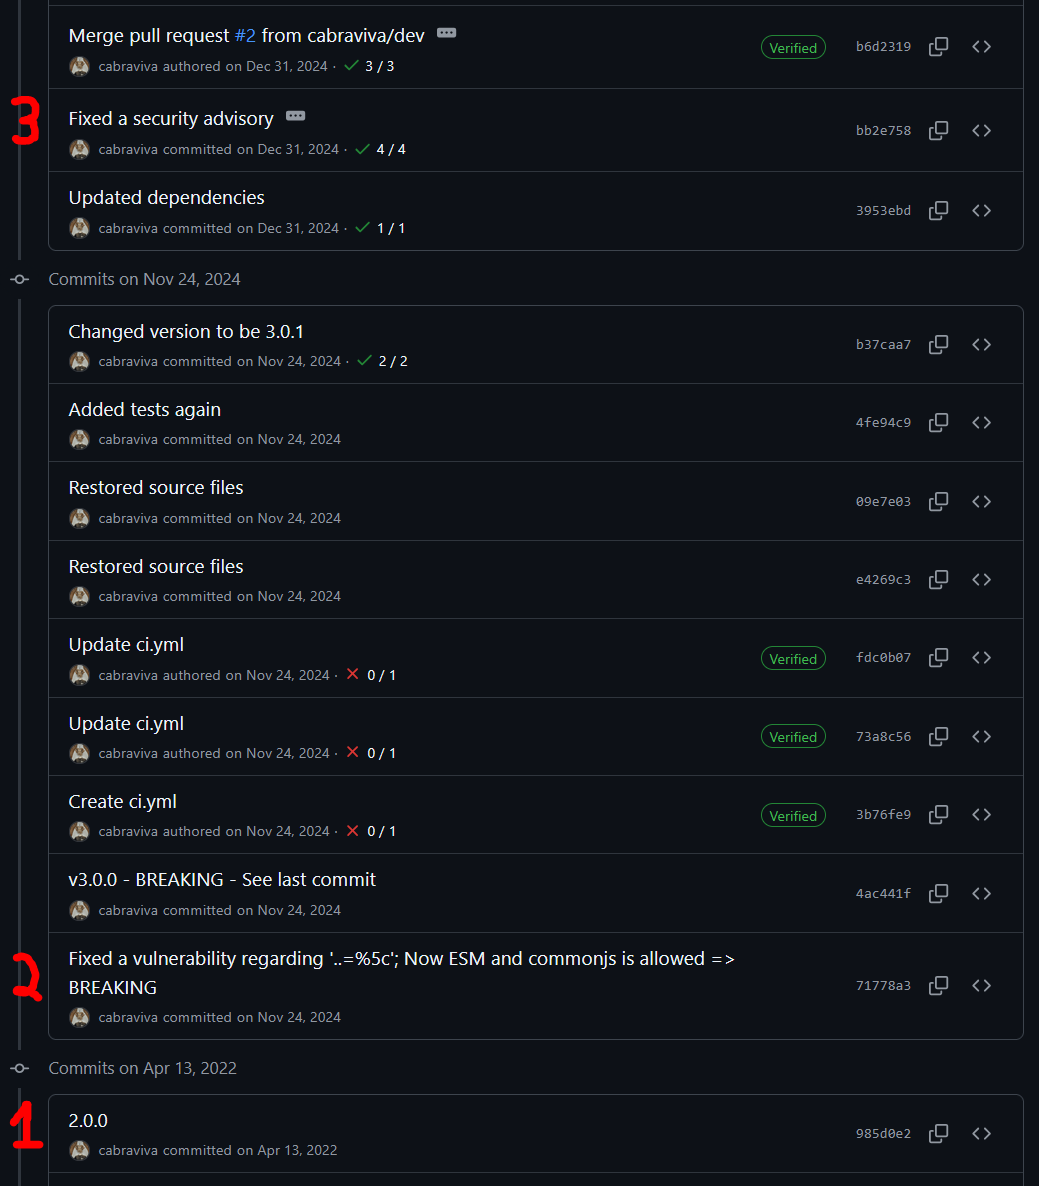 Merge pull request #2 from cabraviva/dev
Verified
b6d2319
cabraviva authored on Dec 31, 2024 · 3 / 3
3
Fixed a security advisory
bb2e758
cabraviva committed on Dec 31, 2024 · 4 / 4
Updated dependencies
3953ebd
cabraviva committed on Dec 31, 2024 · 1 / 1
Commits on Nov 24, 2024
Changed version to be 3.0.1
b37caa7
cabraviva committed on Nov 24, 2024 · 2 / 2
Added tests again
4fe94c9
cabraviva committed on Nov 24, 2024
Restored source files
09e7e03
cabraviva committed on Nov 24, 2024
Restored source files
e4269c3
cabraviva committed on Nov 24, 2024
Update ci.yml
Verified
fdc0b07
cabraviva authored on Nov 24, 2024 · 0 / 1
Update ci.yml
Verified
73a8c56
cabraviva authored on Nov 24, 2024 · 0 / 1
Create ci.yml
Verified
3b76fe9
cabraviva authored on Nov 24, 2024 · 0 / 1
v3.0.0 - BREAKING - See last commit
4ac441f
cabraviva committed on Nov 24, 2024
2
Fixed a vulnerability regarding '..=%5c'; Now ESM and commonjs is allowed =>
BREAKING
71778a3
cabraviva committed on Nov 24, 2024
Commits on Apr 13, 2022
1
2.0.0
985d0e2
cabraviva committed on Apr 13, 2022